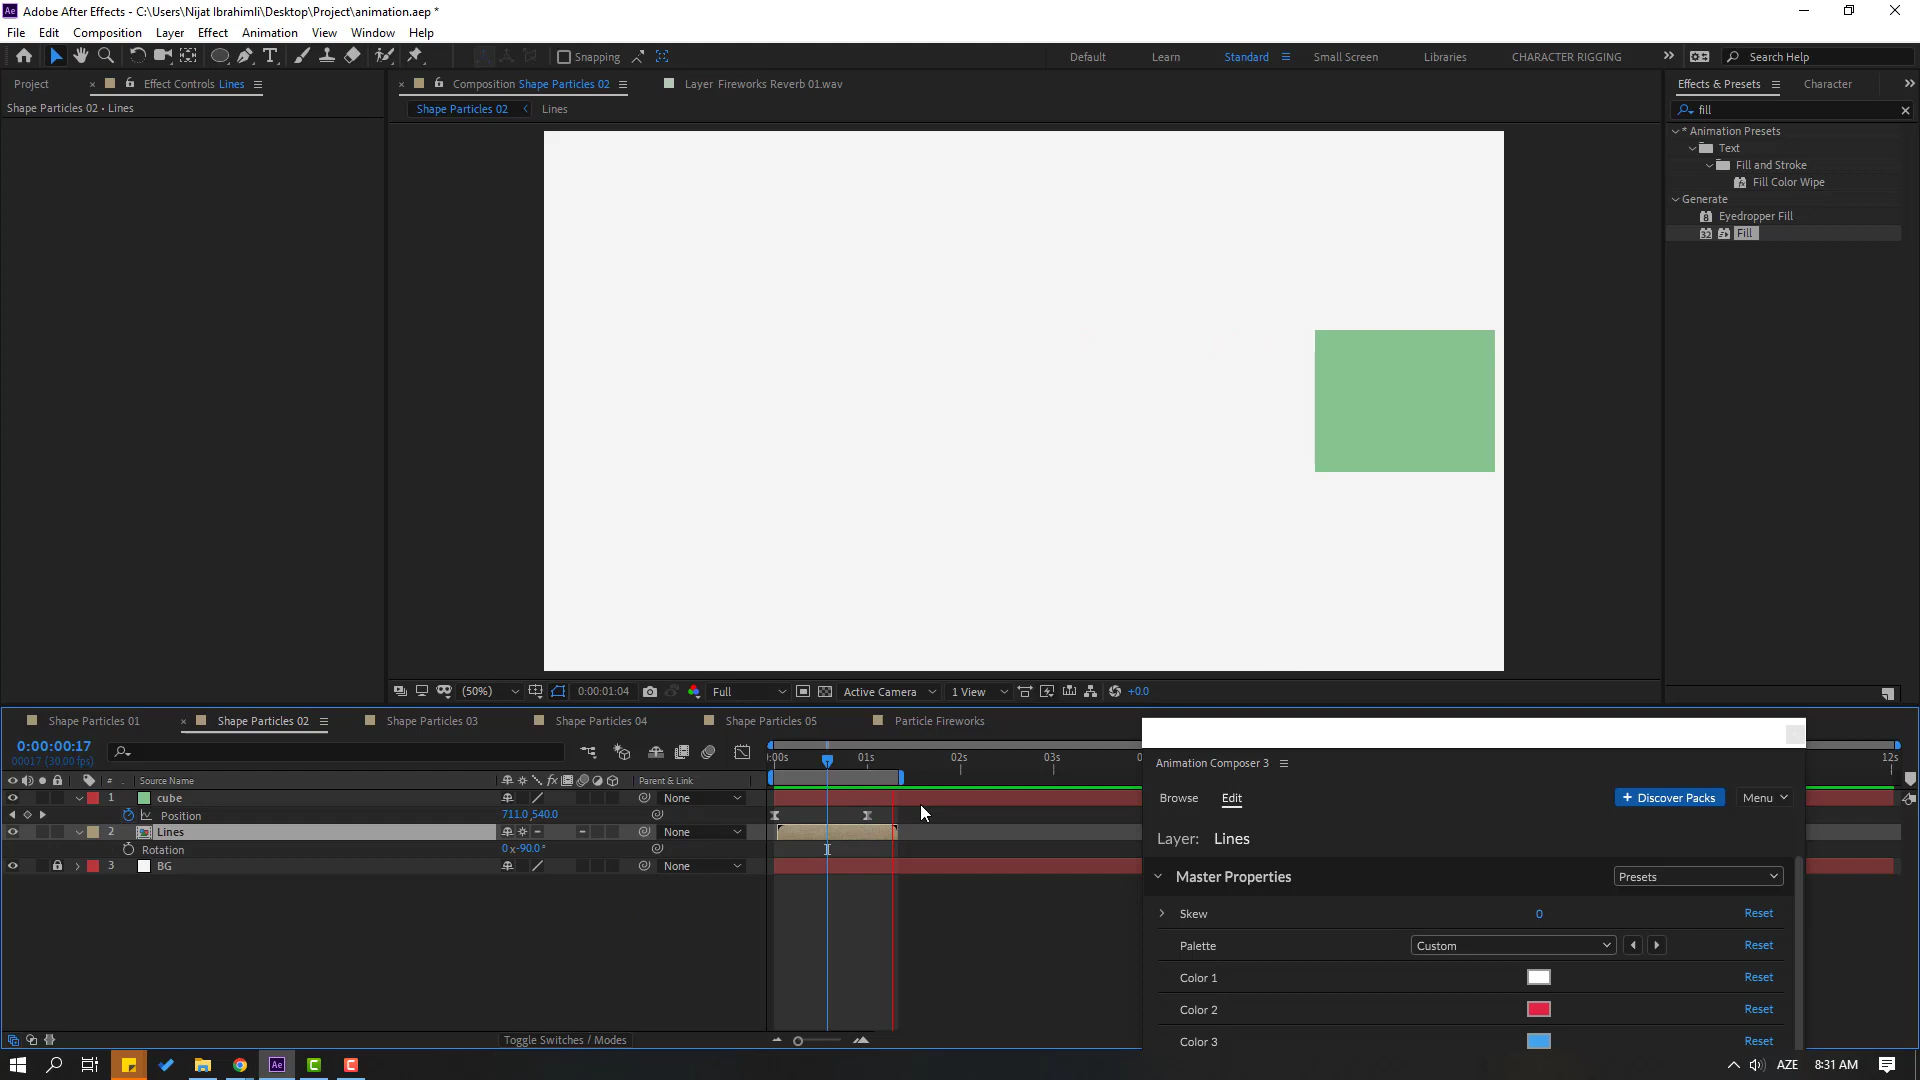 Adobe After Effects - C:\Users\Nijat Ibrahimli\Desktop\Project\animation.aep *
File Edit Composition Layer Effect Animation View Window Help
Snapping
Default Learn Standard Small Screen Libraries CHARACTER RIGGING Search Help
Project Effect Controls Lines
Composition Shape Particles 02
Layer Fireworks Reverb 01.wav
Effects & Presets Character
Shape Particles 02 • Lines
Shape Particles 02 Lines
fill
* Animation Presets
Text
Fill and Stroke
Fill Color Wipe
Generate
Eyedropper Fill
Fill
(50%) 0:00:01:04 Full Active Camera 1 View +0.0
Shape Particles 01 Shape Particles 02 Shape Particles 03 Shape Particles 04 Shape Particles 05 Particle Fireworks
0:00:00:17
00017 (30.00 fps)
:00s 01s 02s 03s 12s
# Source Name Parent & Link
1 cube None
Position 711.0,540.0
2 Lines None
Rotation 0x-90.0°
3 BG None
Toggle Switches / Modes
Animation Composer 3
Browse Edit + Discover Packs Menu
Layer: Lines
Master Properties Presets
Skew 0 Reset
Palette Custom Reset
Color 1 Reset
Color 2 Reset
Color 3 Reset
AZE 8:31 AM